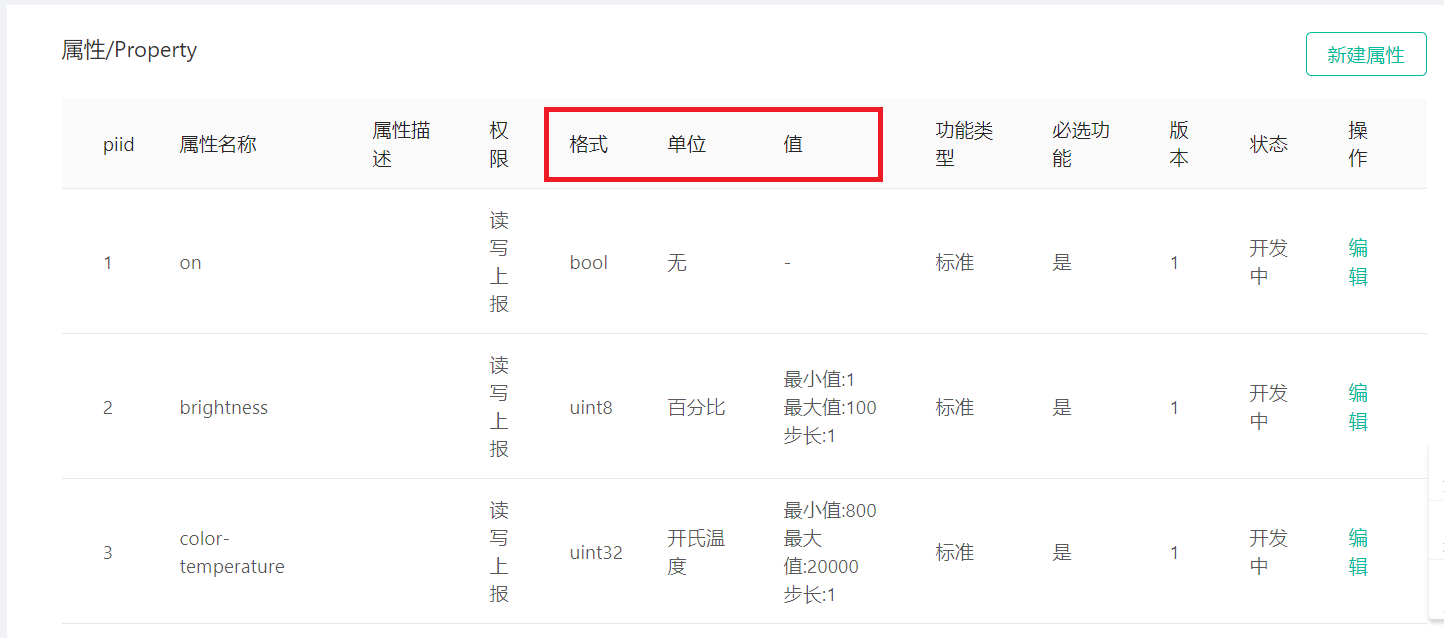 属性/Property
新建属性
piid 属性名称 属性描述 权限 格式 单位 值 功能类型 必选功能 版本 状态 操作
1 on 读写上报 bool 无 - 标准 是 1 开发中 编辑
2 brightness 读写上报 uint8 百分比 最小值:1 最大值:100 步长:1 标准 是 1 开发中 编辑
3 color-temperature 读写上报 uint32 开氏温度 最小值:800 最大值:20000 步长:1 标准 是 1 开发中 编辑